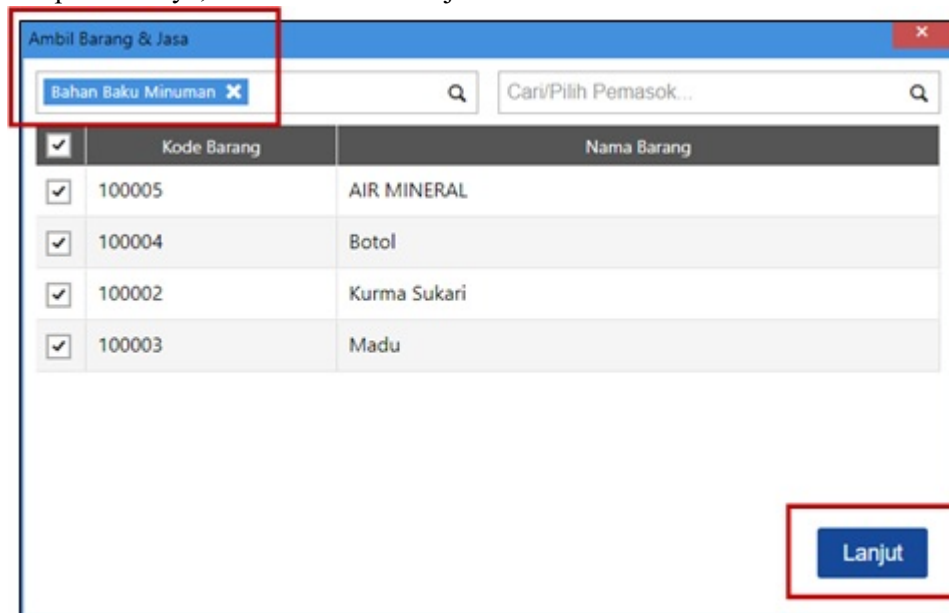 Ambil Barang & Jasa
Bahan Baku Minuman
Cari/Pilih Pemasok...
Kode Barang Nama Barang
100005 AIR MINERAL
100004 Botol
100002 Kurma Sukari
100003 Madu
Lanjut